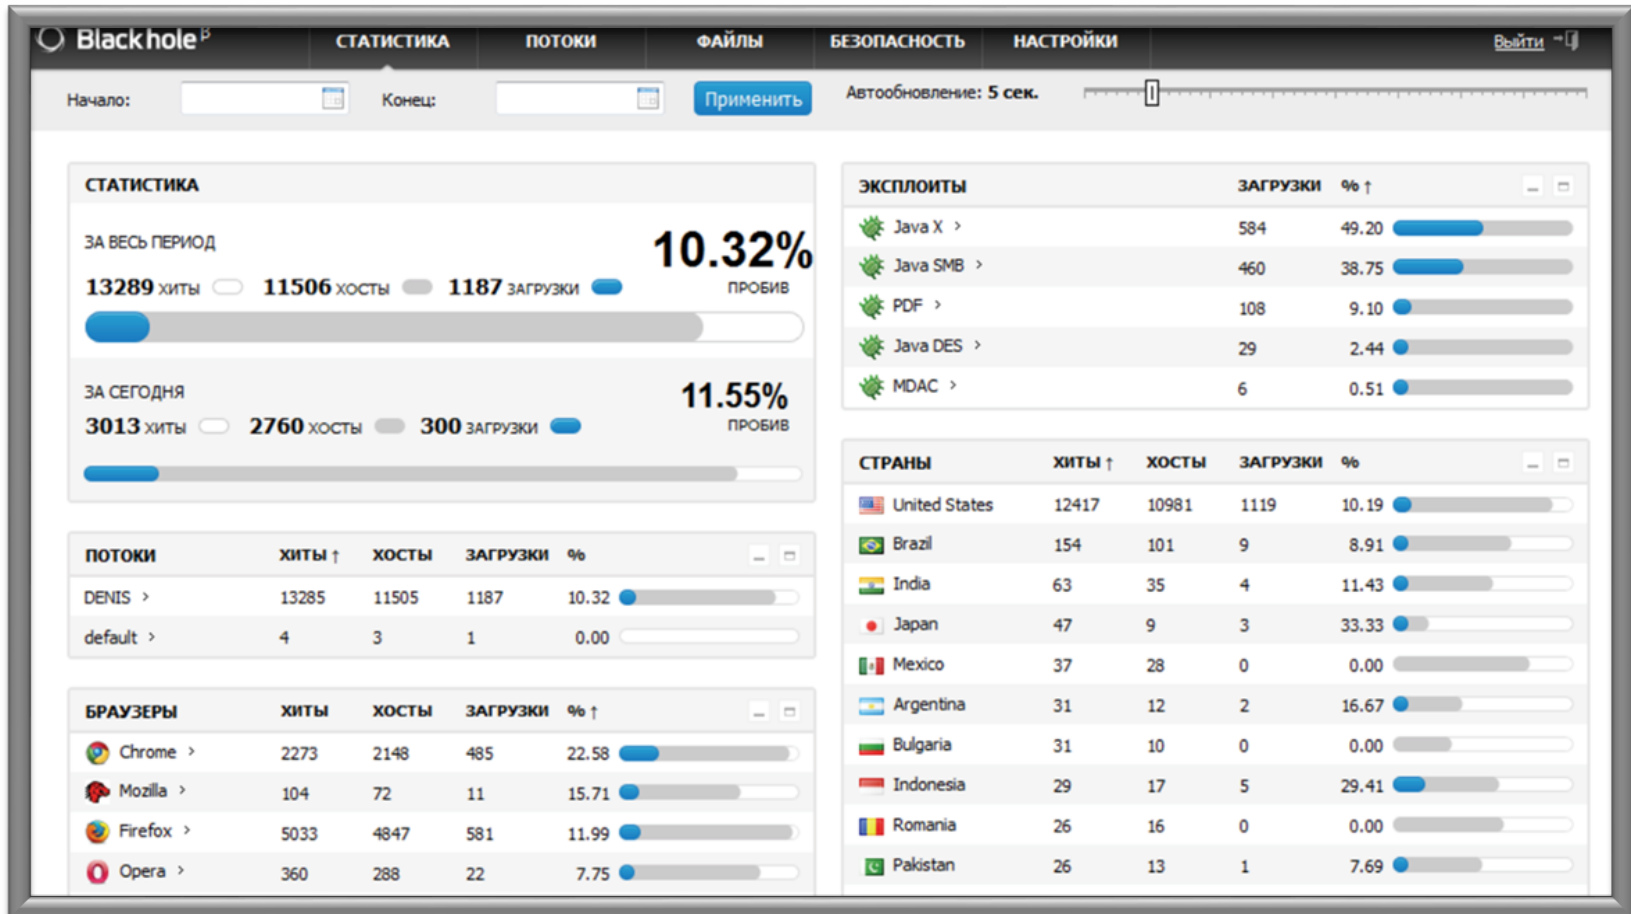 Blackhole β СТАТИСТИКА ПОТОКИ ФАЙЛЫ БЕЗОПАСНОСТЬ НАСТРОЙКИ Выйти
Начало: Конец: Применить Автообновление: 5 сек.
СТАТИСТИКА
ЗА ВЕСЬ ПЕРИОД
10.32%
13289 ХИТЫ 11506 ХОСТЫ 1187 ЗАГРУЗКИ ПРОБИВ
ЗА СЕГОДНЯ
11.55%
3013 ХИТЫ 2760 ХОСТЫ 300 ЗАГРУЗКИ ПРОБИВ
ПОТОКИ ХИТЫ ↑ ХОСТЫ ЗАГРУЗКИ %
DENIS > 13285 11505 1187 10.32
default > 4 3 1 0.00
БРАУЗЕРЫ ХИТЫ ХОСТЫ ЗАГРУЗКИ % ↑
Chrome > 2273 2148 485 22.58
Mozilla > 104 72 11 15.71
Firefox > 5033 4847 581 11.99
Opera > 360 288 22 7.75
ЭКСПЛОИТЫ ЗАГРУЗКИ % ↑
Java X > 584 49.20
Java SMB > 460 38.75
PDF > 108 9.10
Java DES > 29 2.44
MDAC > 6 0.51
СТРАНЫ ХИТЫ ↑ ХОСТЫ ЗАГРУЗКИ %
United States 12417 10981 1119 10.19
Brazil 154 101 9 8.91
India 63 35 4 11.43
Japan 47 9 3 33.33
Mexico 37 28 0 0.00
Argentina 31 12 2 16.67
Bulgaria 31 10 0 0.00
Indonesia 29 17 5 29.41
Romania 26 16 0 0.00
Pakistan 26 13 1 7.69